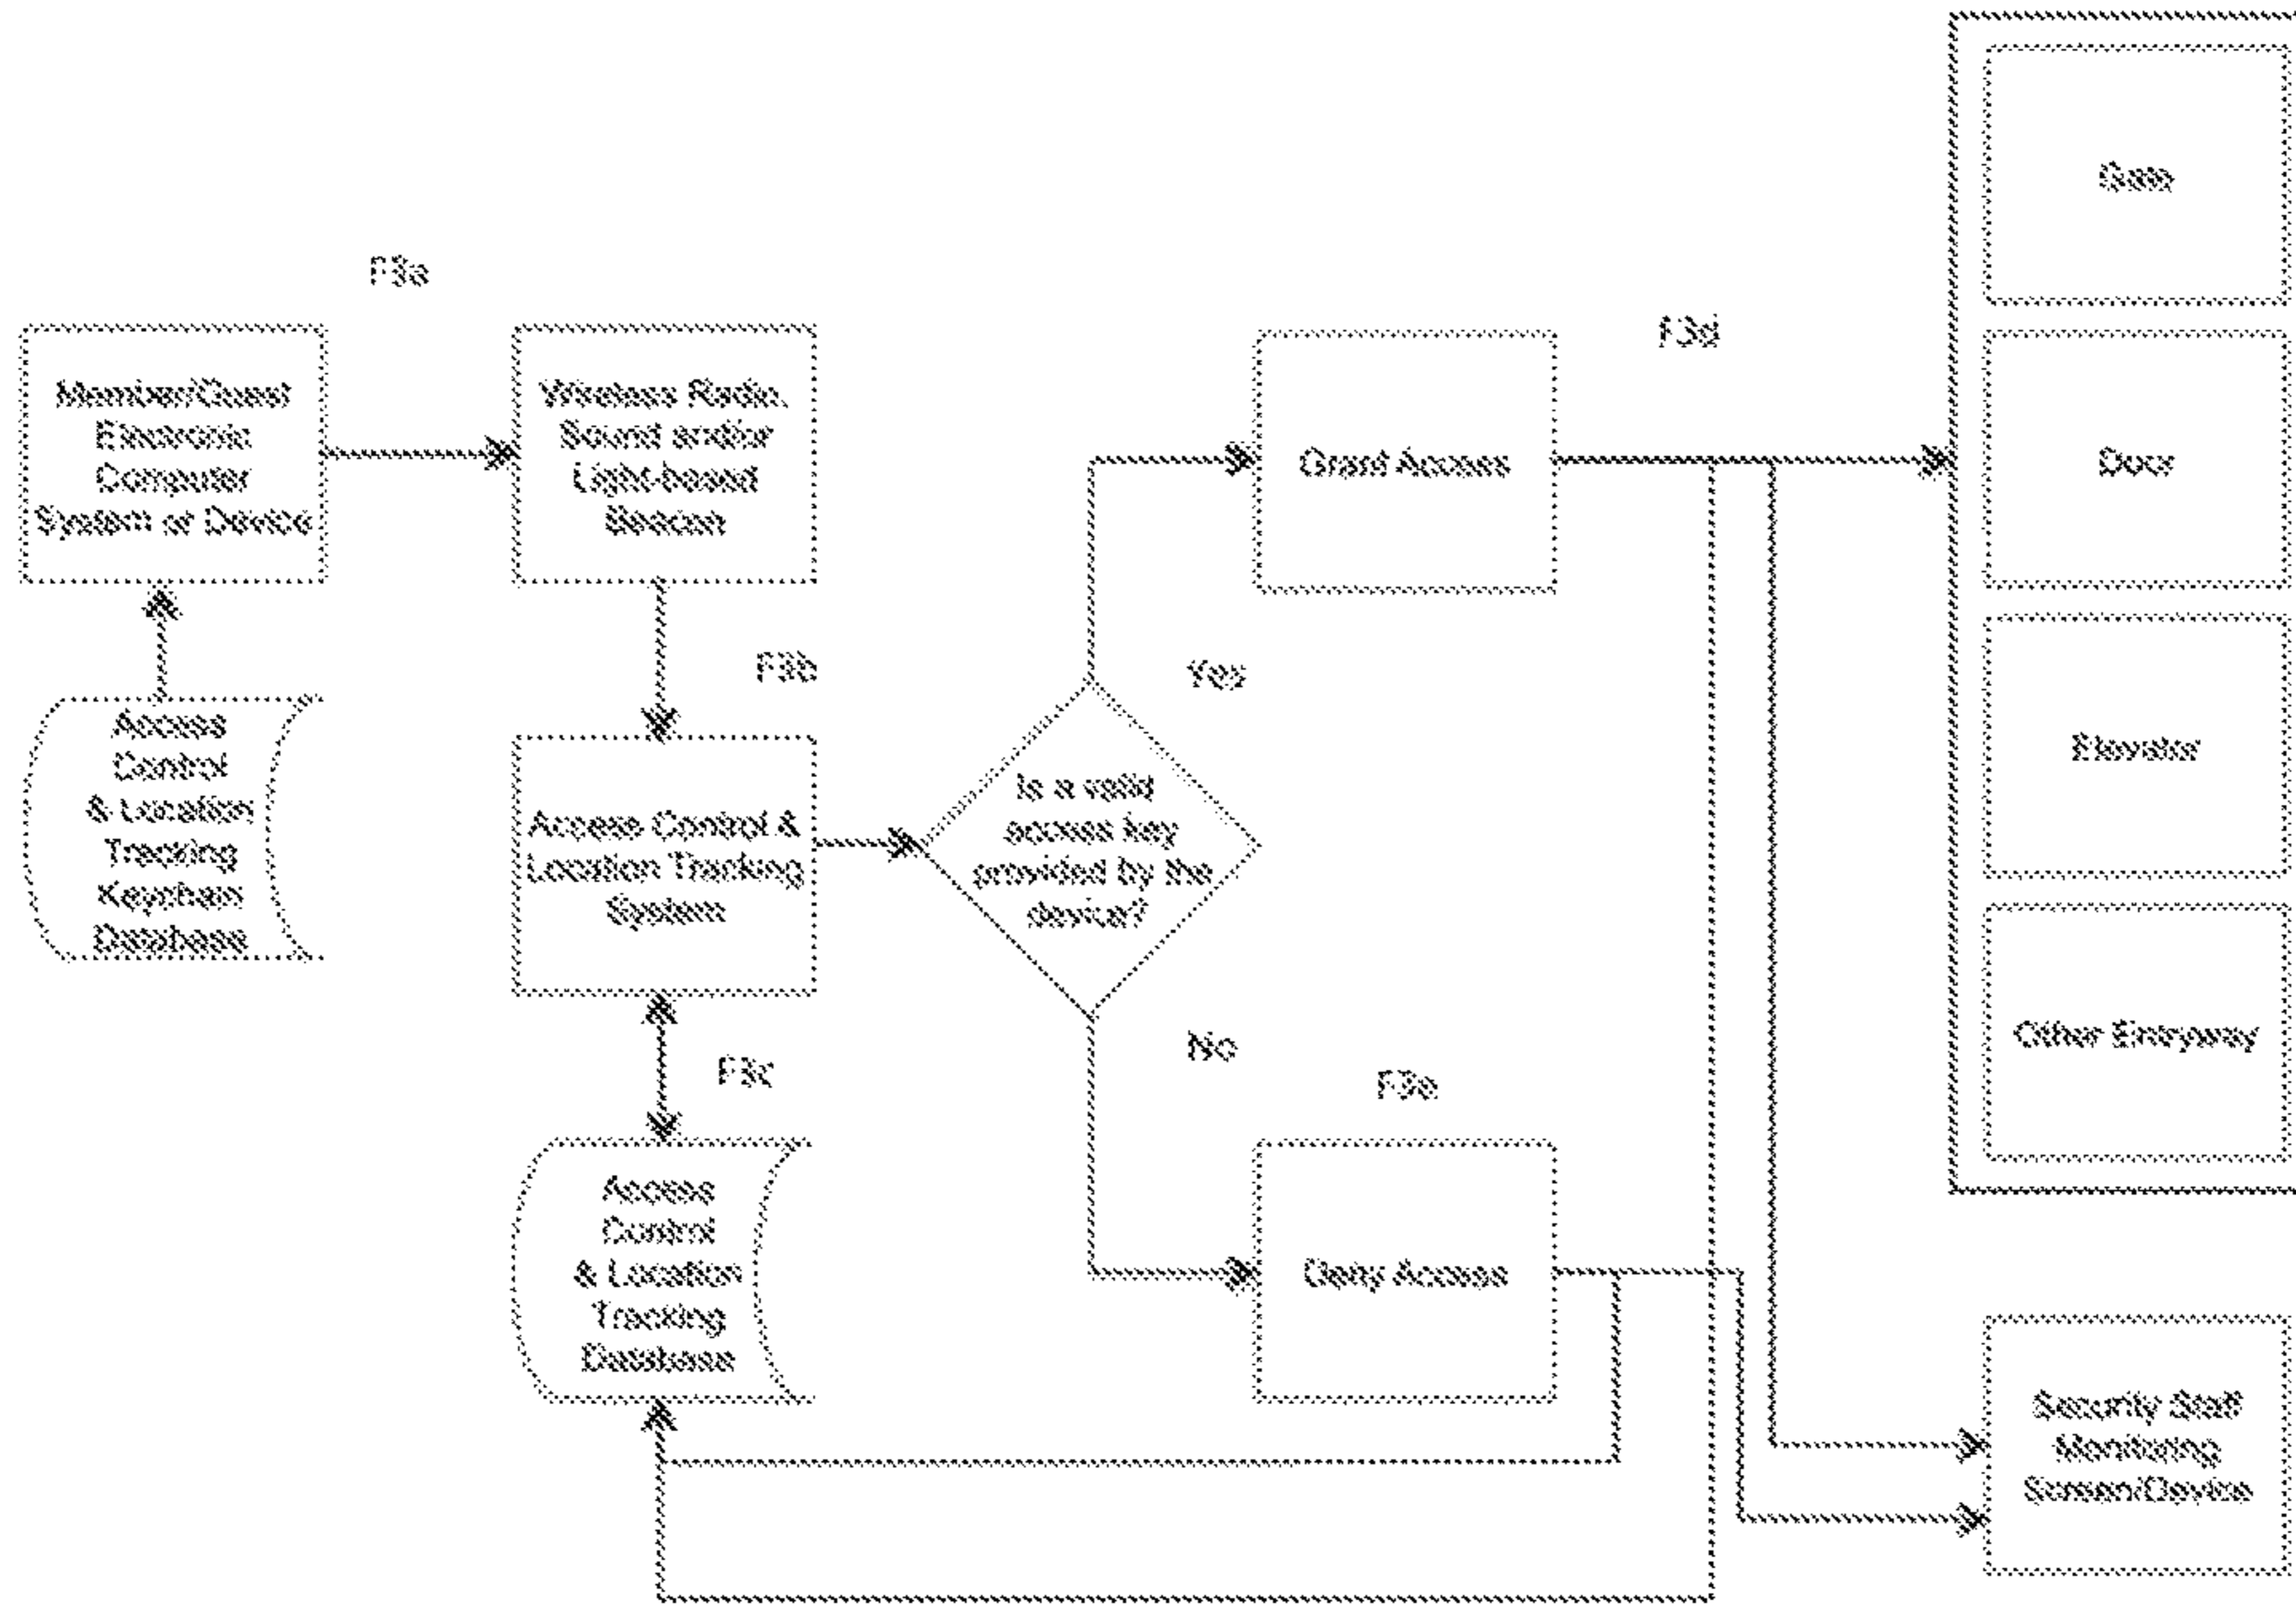 F3a
Member/Guest
Electronic
Computer
System or Device
Wireless Radio,
Sound and/or
Light-based
Beacon
Access
Control
& Location
Tracking
Keychain
Database
F3b
Access Control &
Location Tracking
System
F3c
Access
Control
& Location
Tracking
Database
Is a valid
access key
provided by the
device?
Yes
No
Grant Access
F3d
F3e
Deny Access
Gate
Door
Elevator
Other Entryway
Security Staff
Monitoring
Screen/Device